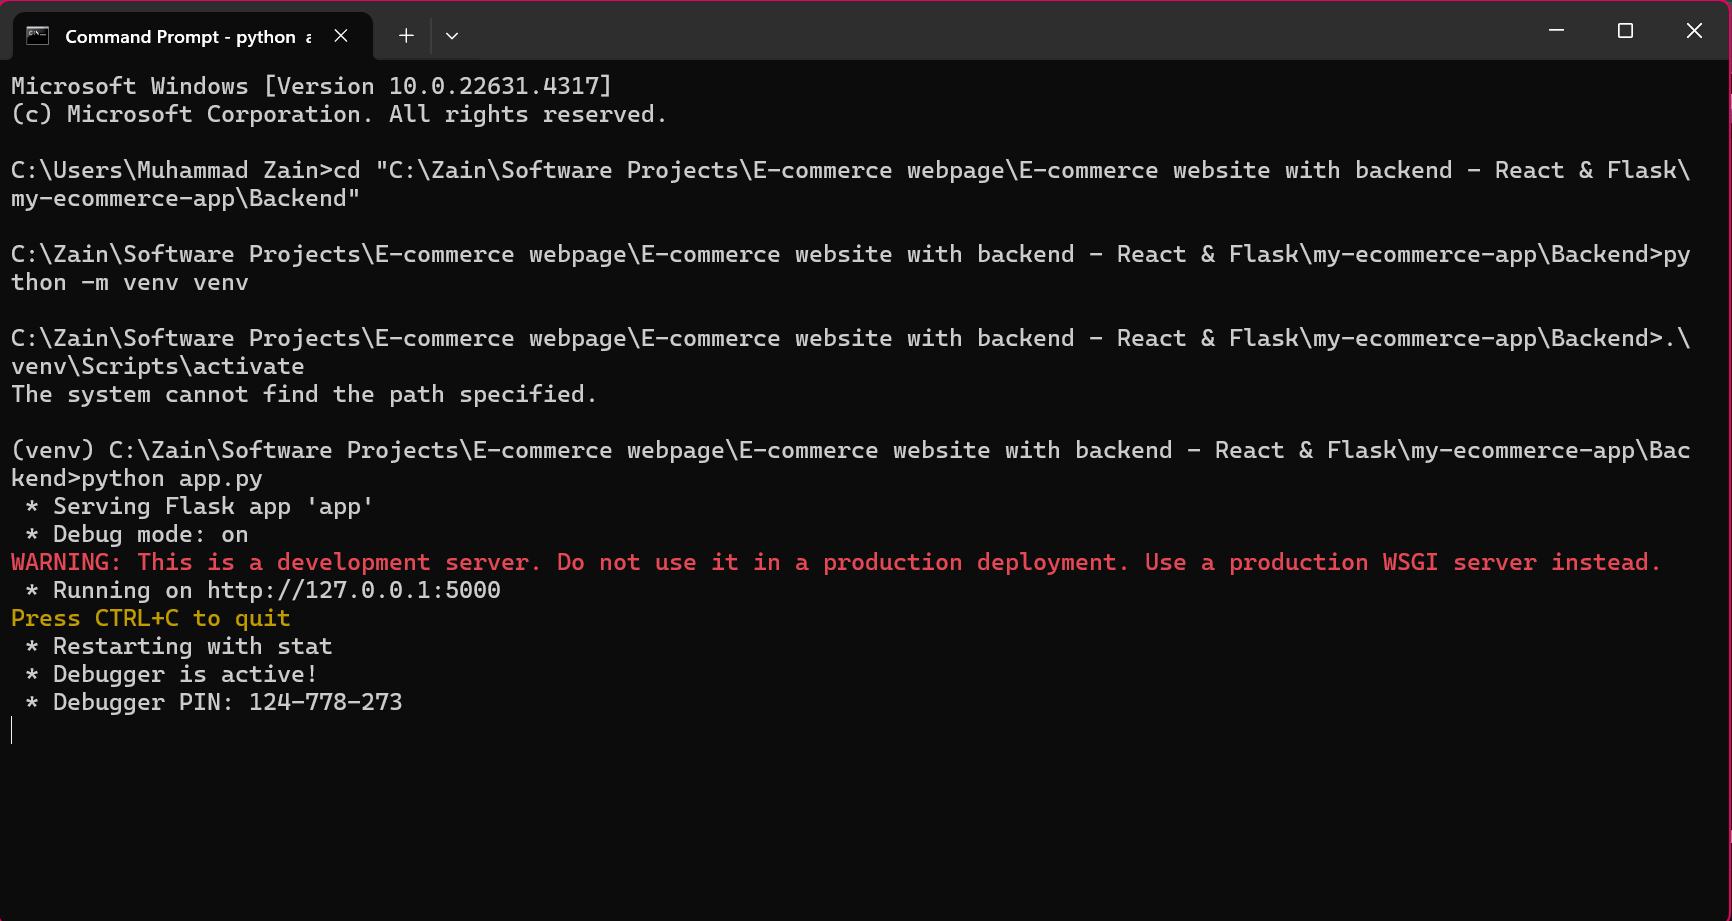 Command Prompt - python a
Microsoft Windows [Version 10.0.22631.4317]
(c) Microsoft Corporation. All rights reserved.
C:\Users\Muhammad Zain>cd "C:\Zain\Software Projects\E-commerce webpage\E-commerce website with backend - React & Flask\
my-ecommerce-app\Backend"
C:\Zain\Software Projects\E-commerce webpage\E-commerce website with backend - React & Flask\my-ecommerce-app\Backend>py
thon -m venv venv
C:\Zain\Software Projects\E-commerce webpage\E-commerce website with backend - React & Flask\my-ecommerce-app\Backend>.\
venv\Scripts\activate
The system cannot find the path specified.
(venv) C:\Zain\Software Projects\E-commerce webpage\E-commerce website with backend - React & Flask\my-ecommerce-app\Bac
kend>python app.py
 * Serving Flask app 'app'
 * Debug mode: on
WARNING: This is a development server. Do not use it in a production deployment. Use a production WSGI server instead.
 * Running on http://127.0.0.1:5000
Press CTRL+C to quit
 * Restarting with stat
 * Debugger is active!
 * Debugger PIN: 124-778-273